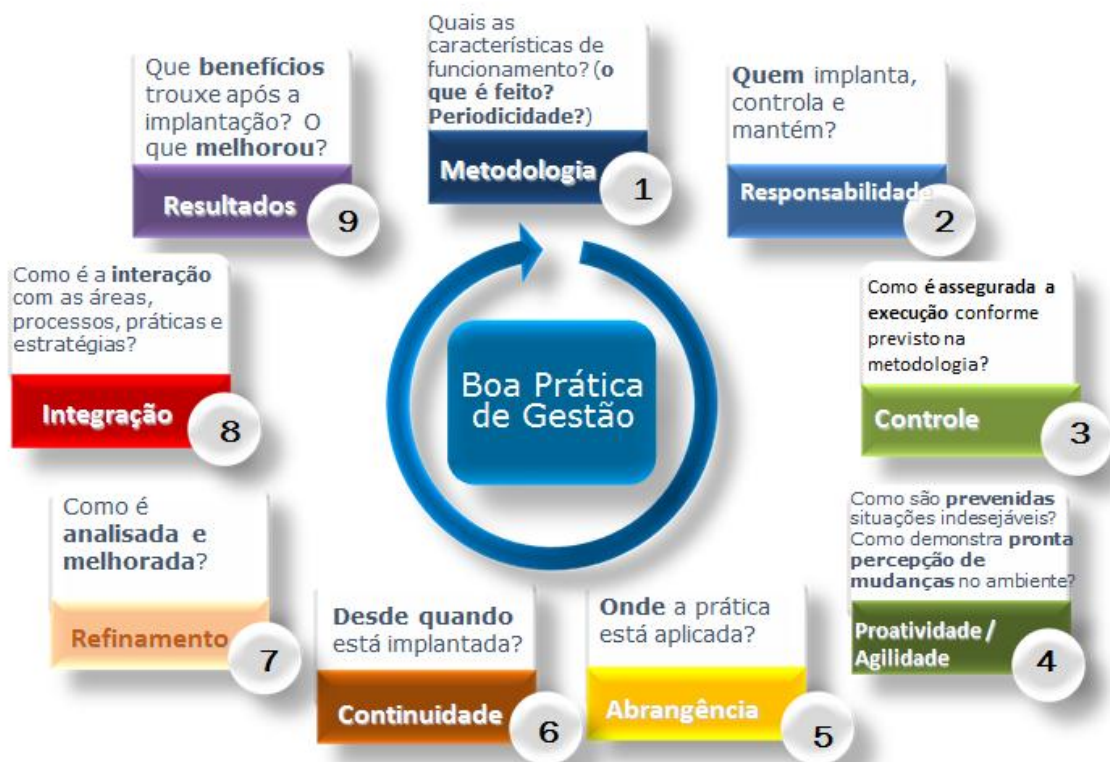 Quais as
características de
funcionamento? (o
que é feito?
Periodicidade?)
Metodologia
1
Quem implanta,
controla e
mantém?
Responsabilidade
2
Como é assegurada a
execução conforme
previsto na
metodologia?
Controle
3
Como são prevenidas
situações indesejáveis?
Como demonstra pronta
percepção de
mudanças no ambiente?
Proatividade /
Agilidade
4
Onde a prática
está aplicada?
Abrangência
5
Desde quando
está implantada?
Continuidade
6
Como é
analisada e
melhorada?
Refinamento
7
Como é a interação
com as áreas,
processos, práticas e
estratégias?
Integração
8
Que benefícios
trouxe após a
implantação? O
que melhorou?
Resultados
9
Boa Prática
de Gestão